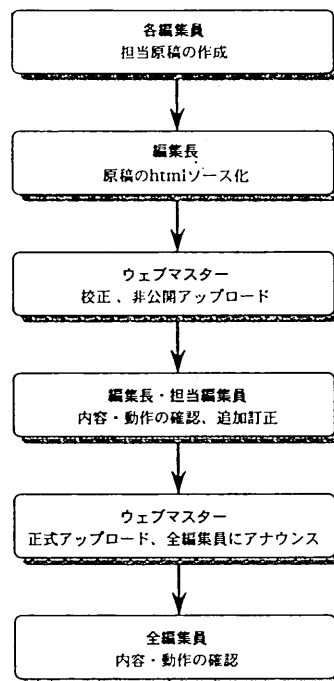 各編集員
担当原稿の作成
編集長
原稿のhtmlソース化
ウェブマスター
校正、非公開アップロード
編集長・担当編集員
内容・動作の確認、追加訂正
ウェブマスター
正式アップロード、全編集員にアナウンス
全編集員
内容・動作の確認